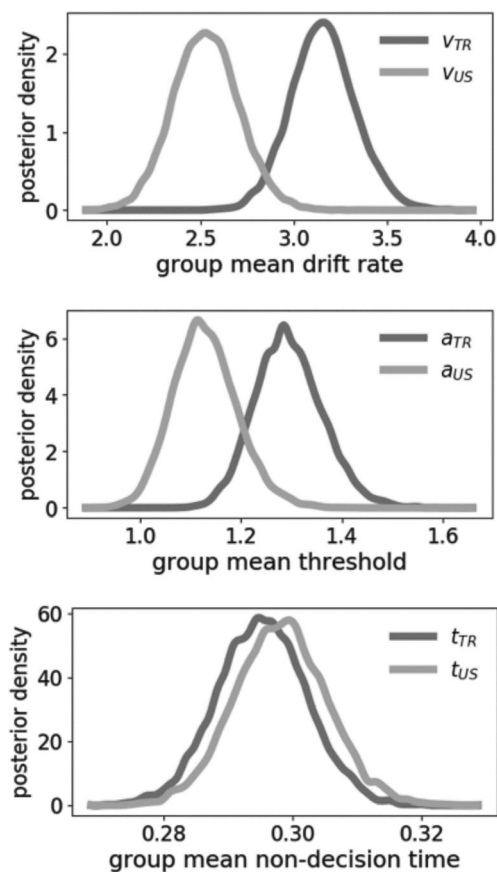 posterior density
2
1
0
v_TR
v_US
2.0 2.5 3.0 3.5 4.0
group mean drift rate
posterior density
6
4
2
0
a_TR
a_US
1.0 1.2 1.4 1.6
group mean threshold
posterior density
60
40
20
0
t_TR
t_US
0.28 0.30 0.32
group mean non-decision time